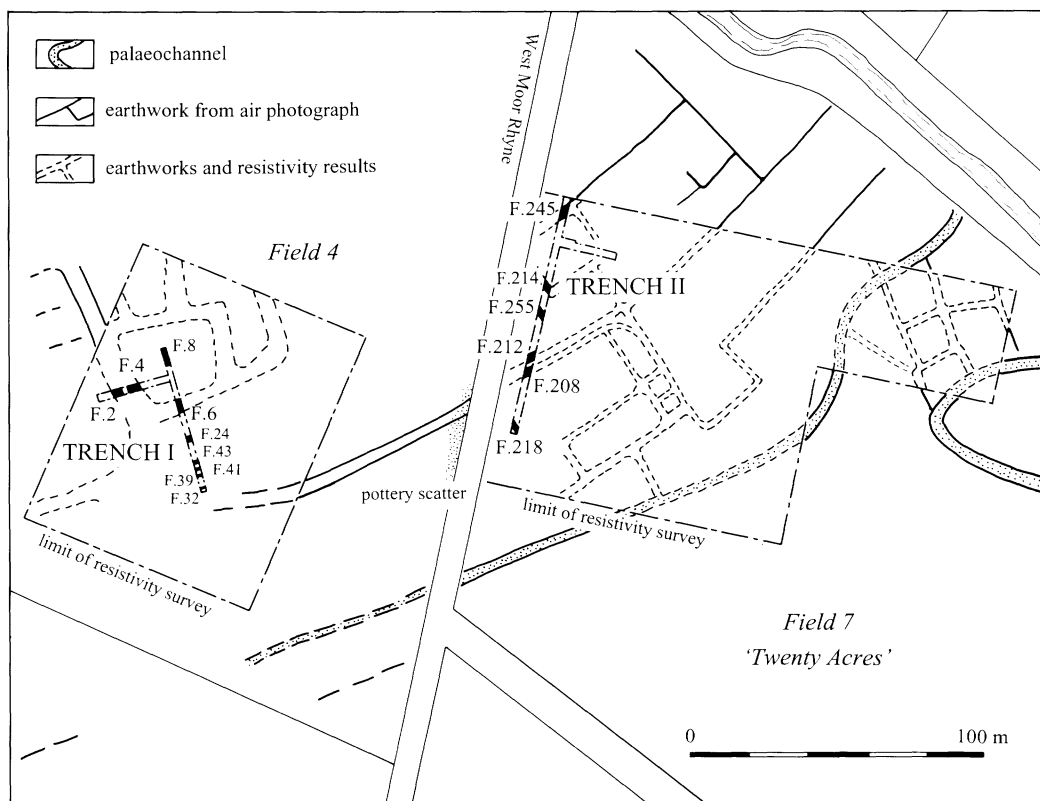 palaeochannel
earthwork from air photograph
earthworks and resistivity results
West Moor Rhyne
Field 4
F.245
F.214
TRENCH II
F.255
F.8
F.4
F.212
F.2
F.6
F.208
F.24
TRENCH I
F.43
F.41
F.39
F.32
F.218
pottery scatter
limit of resistivity survey
limit of resistivity survey
Field 7
'Twenty Acres'
0
100 m